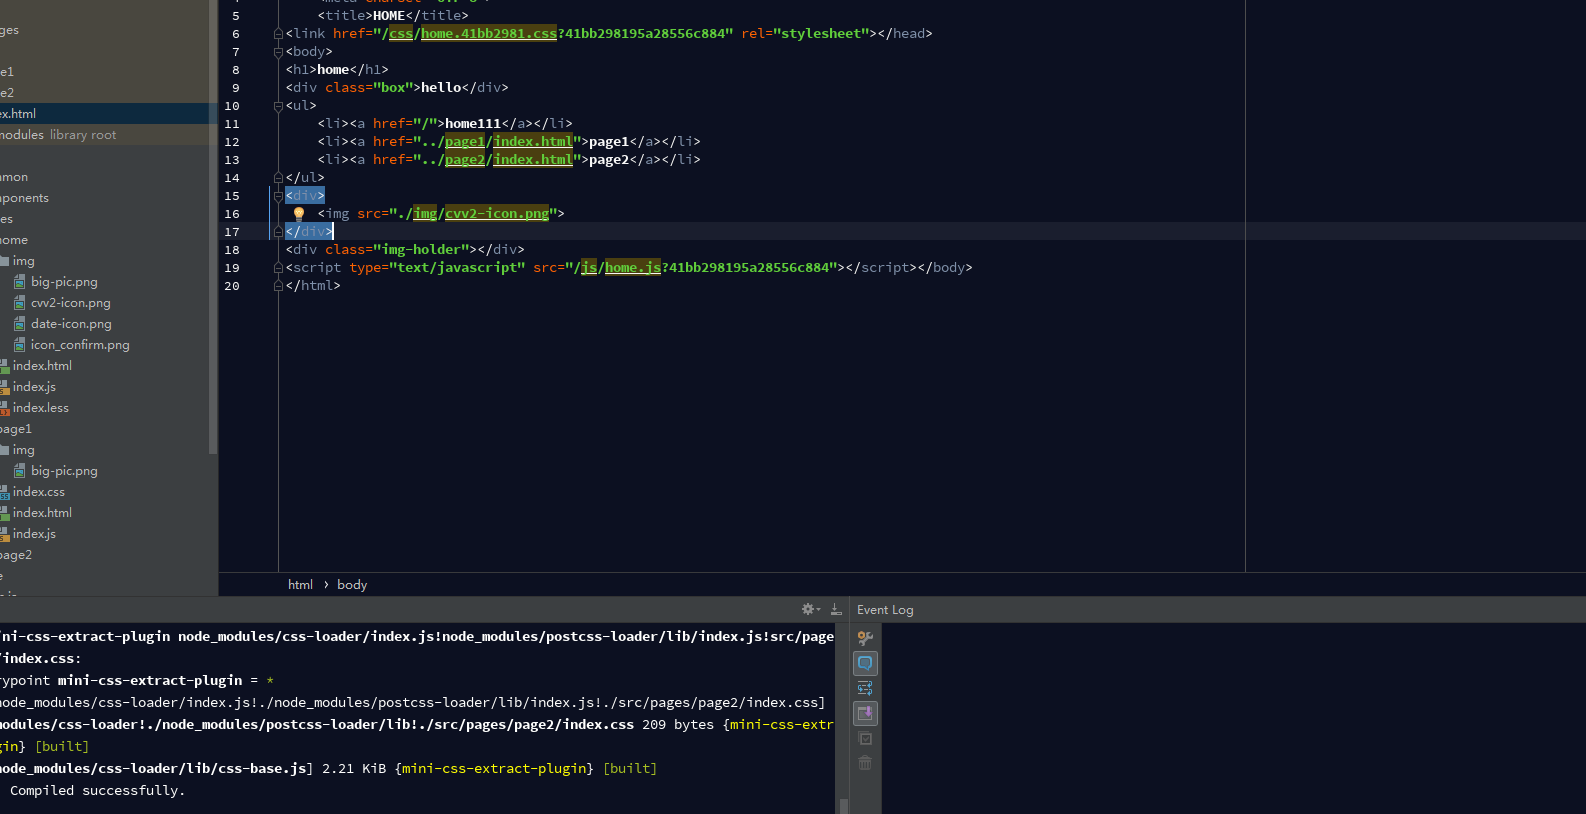 ges
e1
e2
ex.html
modules library root
mmon
mponents
es
home
img
big-pic.png
cvv2-icon.png
date-icon.png
icon_confirm.png
index.html
index.js
index.less
page1
img
big-pic.png
index.css
index.html
index.js
page2
e
5 <title>HOME</title>
6 <link href="/css/home.41bb2981.css?41bb298195a28556c884" rel="stylesheet"></head>
7 <body>
8 <h1>home</h1>
9 <div class="box">hello</div>
10 <ul>
11 <li><a href="/">home111</a></li>
12 <li><a href="../page1/index.html">page1</a></li>
13 <li><a href="../page2/index.html">page2</a></li>
14 </ul>
15 <div>
16 <img src="./img/cvv2-icon.png">
17 </div>
18 <div class="img-holder"></div>
19 <script type="text/javascript" src="/js/home.js?41bb298195a28556c884"></script></body>
20 </html>
html › body
Event Log
ini-css-extract-plugin node_modules/css-loader/index.js!node_modules/postcss-loader/lib/index.js!src/page
/index.css:
rypoint mini-css-extract-plugin = *
node_modules/css-loader/index.js!./node_modules/postcss-loader/lib/index.js!./src/pages/page2/index.css]
modules/css-loader!./node_modules/postcss-loader/lib!./src/pages/page2/index.css 209 bytes {mini-css-extr
gin} [built]
node_modules/css-loader/lib/css-base.js] 2.21 KiB {mini-css-extract-plugin} [built]
Compiled successfully.